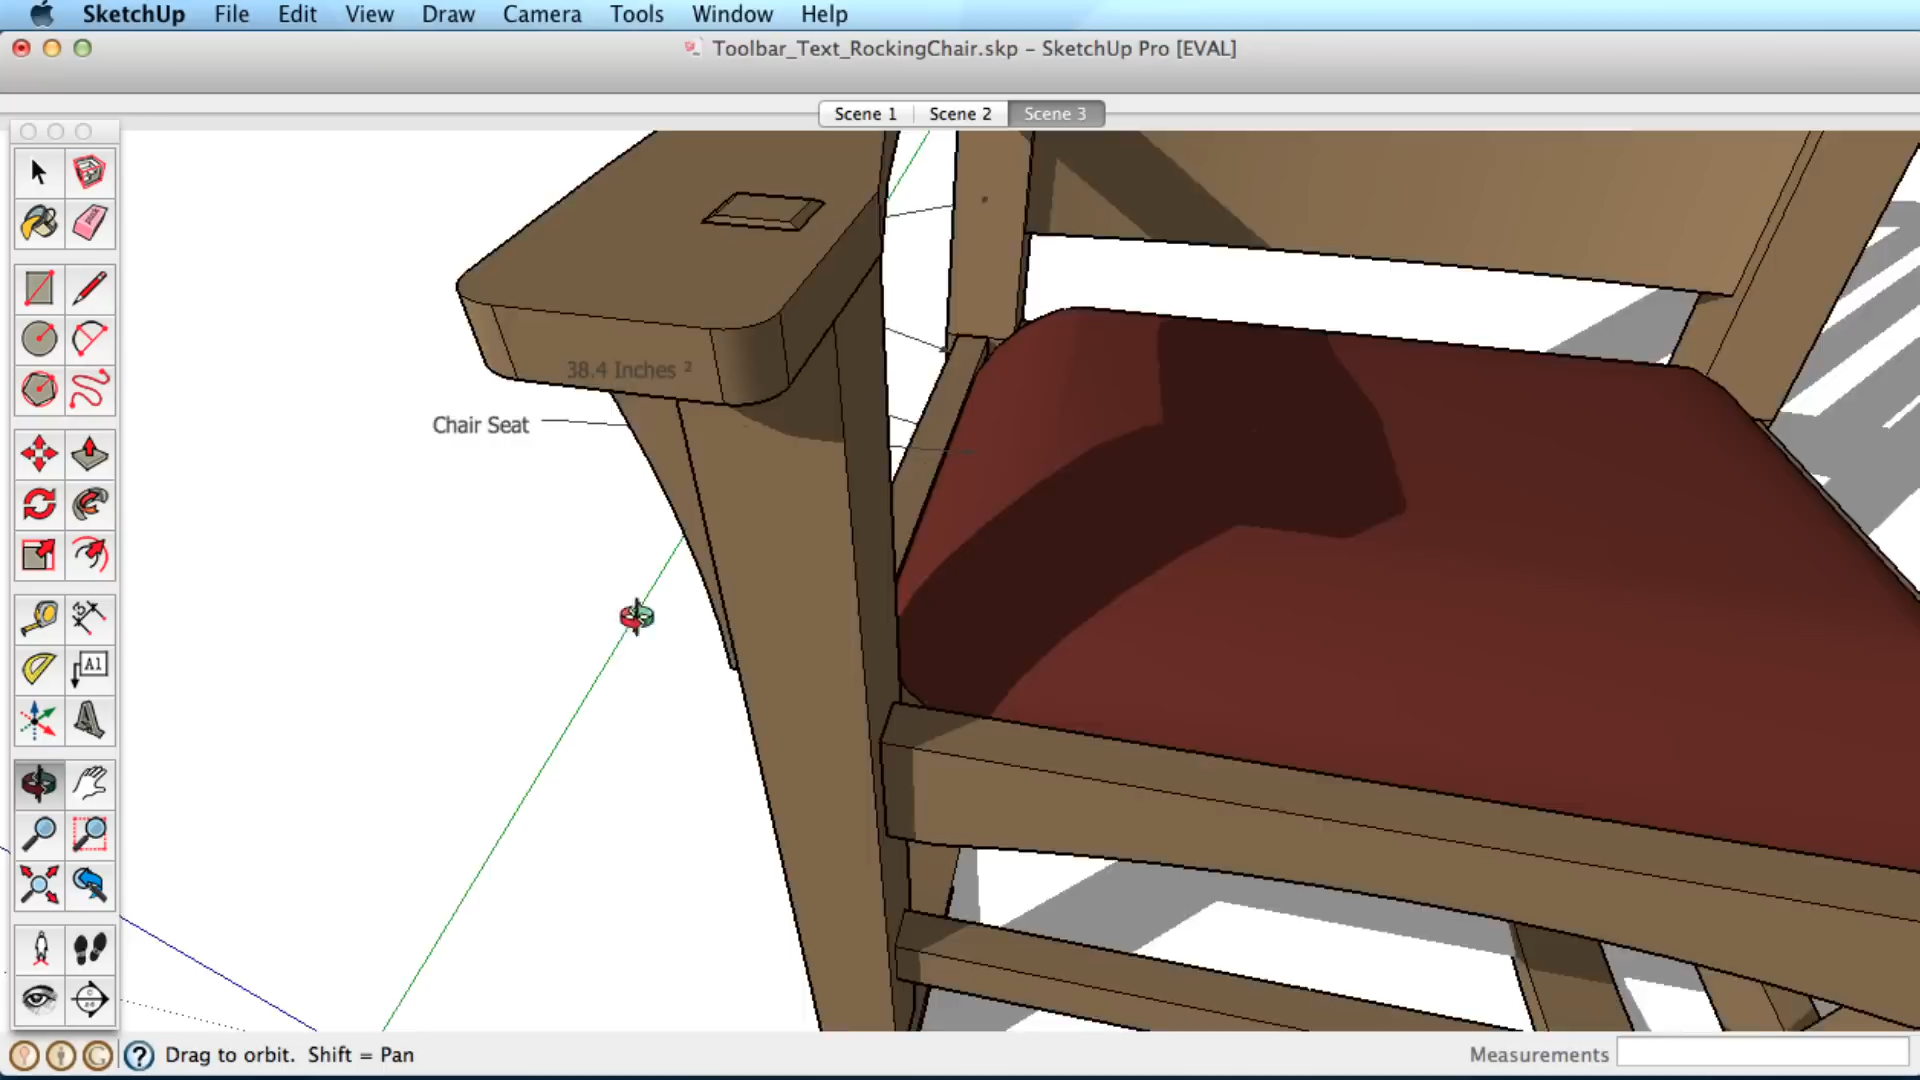 SketchUp File Edit View Draw Camera Tools Window Help
Toolbar_Text_RockingChair.skp - SketchUp Pro [EVAL]
Scene 1 Scene 2 Scene 3
38.4 Inches ²
Chair Seat
A1
Drag to orbit. Shift = Pan
Measurements